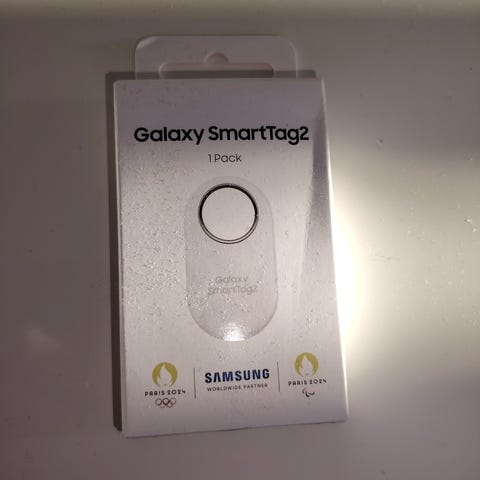 Galaxy SmartTag2
1 Pack
Galaxy
SmartTag2
PARIS 2024
SAMSUNG
WORLDWIDE PARTNER
PARIS 2024